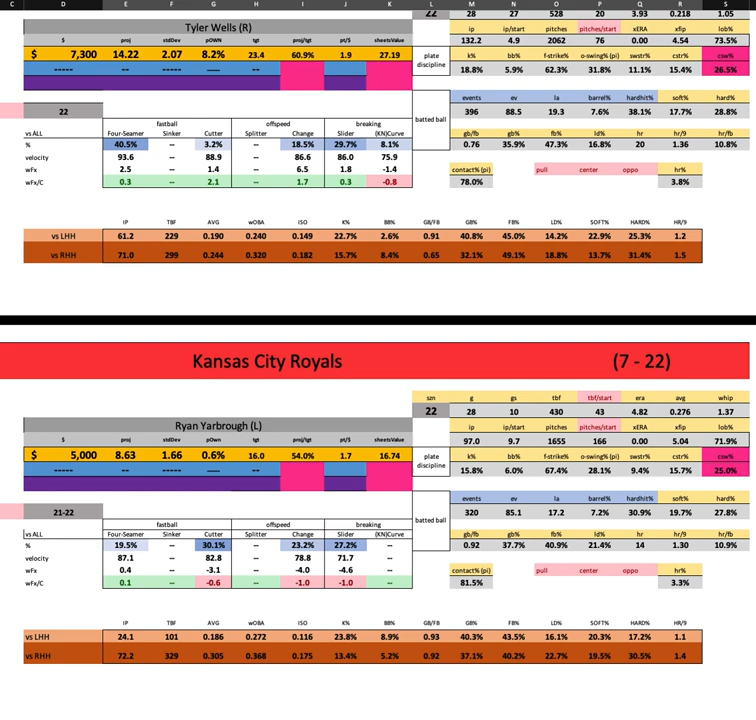 C D E F G H I J K L M N O P Q R S
22 28 27 528 20 3.93 0.218 1.05
Tyler Wells (R)
ip ip/start pitches pitches/start xERA xfip lob%
132.2 4.9 2062 76 0.00 4.54 73.5%
$ proj stdDev pOWN tgt proj/tgt pt/$ sheetsValue
$ 7,300 14.22 2.07 8.2% 23.4 60.9% 1.9 27.19
plate discipline
k% bb% f-strike% o-swing% (pi) swstr% cstr% csw%
18.8% 5.9% 62.3% 31.8% 11.1% 15.4% 26.5%
----- -- ----- — --
events ev la barrel% hardhit% soft% hard%
396 88.5 19.3 7.6% 38.1% 17.7% 28.8%
22
batted ball
fastball offspeed breaking
vs ALL Four-Seamer Sinker Cutter Splitter Change Slider (KN)Curve
gb/fb gb% fb% ld% hr hr/9 hr/fb
0.76 35.9% 47.3% 16.8% 20 1.36 10.8%
% 40.5% -- 3.2% -- 18.5% 29.7% 8.1%
velocity 93.6 -- 88.9 -- 86.6 86.0 75.9
wFx 2.5 -- 1.4 -- 6.5 1.8 -1.4
wFx/C 0.3 -- 2.1 -- 1.7 0.3 -0.8
contact% (pi) pull center oppo hr%
78.0% 3.8%
IP TBF AVG wOBA ISO K% BB% GB/FB GB% FB% LD% SOFT% HARD% HR/9
vs LHH 61.2 229 0.190 0.240 0.149 22.7% 2.6% 0.91 40.8% 45.0% 14.2% 22.9% 25.3% 1.2
vs RHH 71.0 299 0.244 0.320 0.182 15.7% 8.4% 0.65 32.1% 49.1% 18.8% 13.7% 31.4% 1.5
Kansas City Royals (7 - 22)
szn g gs tbf tbf/start era avg whip
22 28 10 430 43 4.82 0.276 1.37
Ryan Yarbrough (L)
ip ip/start pitches pitches/start xERA xfip lob%
97.0 9.7 1655 166 0.00 5.04 71.9%
$ proj stdDev pOwn tgt proj/tgt pt/$ sheetsValue
$ 5,000 8.63 1.66 0.6% 16.0 54.0% 1.7 16.74
plate discipline
k% bb% f-strike% o-swing% (pi) swstr% cstr% csw%
15.8% 6.0% 67.4% 28.1% 9.4% 15.7% 25.0%
----- -- ----- — --
events ev la barrel% hardhit% soft% hard%
320 85.1 17.2 7.2% 30.9% 19.7% 27.8%
21-22
batted ball
fastball offspeed breaking
vs ALL Four-Seamer Sinker Cutter Splitter Change Slider (KN)Curve
gb/fb gb% fb% ld% hr hr/9 hr/fb
0.92 37.7% 40.9% 21.4% 14 1.30 10.9%
% 19.5% -- 30.1% -- 23.2% 27.2% --
velocity 87.1 -- 82.8 -- 78.8 71.7 --
wFx 0.4 -- -3.1 -- -4.0 -4.6 --
wFx/C 0.1 -- -0.6 -- -1.0 -1.0 --
contact% (pi) pull center oppo hr%
81.5% 3.3%
IP TBF AVG wOBA ISO K% BB% GB/FB GB% FB% LD% SOFT% HARD% HR/9
vs LHH 24.1 101 0.186 0.272 0.116 23.8% 8.9% 0.93 40.3% 43.5% 16.1% 20.3% 17.2% 1.1
vs RHH 72.2 329 0.305 0.368 0.175 13.4% 5.2% 0.92 37.1% 40.2% 22.7% 19.5% 30.5% 1.4